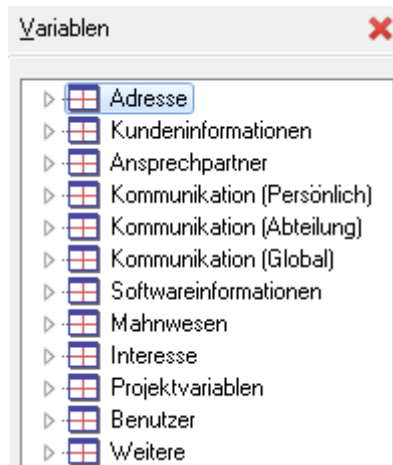 Variablen
Adresse
Kundeninformationen
Ansprechpartner
Kommunikation (Persönlich)
Kommunikation (Abteilung)
Kommunikation (Global)
Softwareinformationen
Mahnwesen
Interesse
Projektvariablen
Benutzer
Weitere